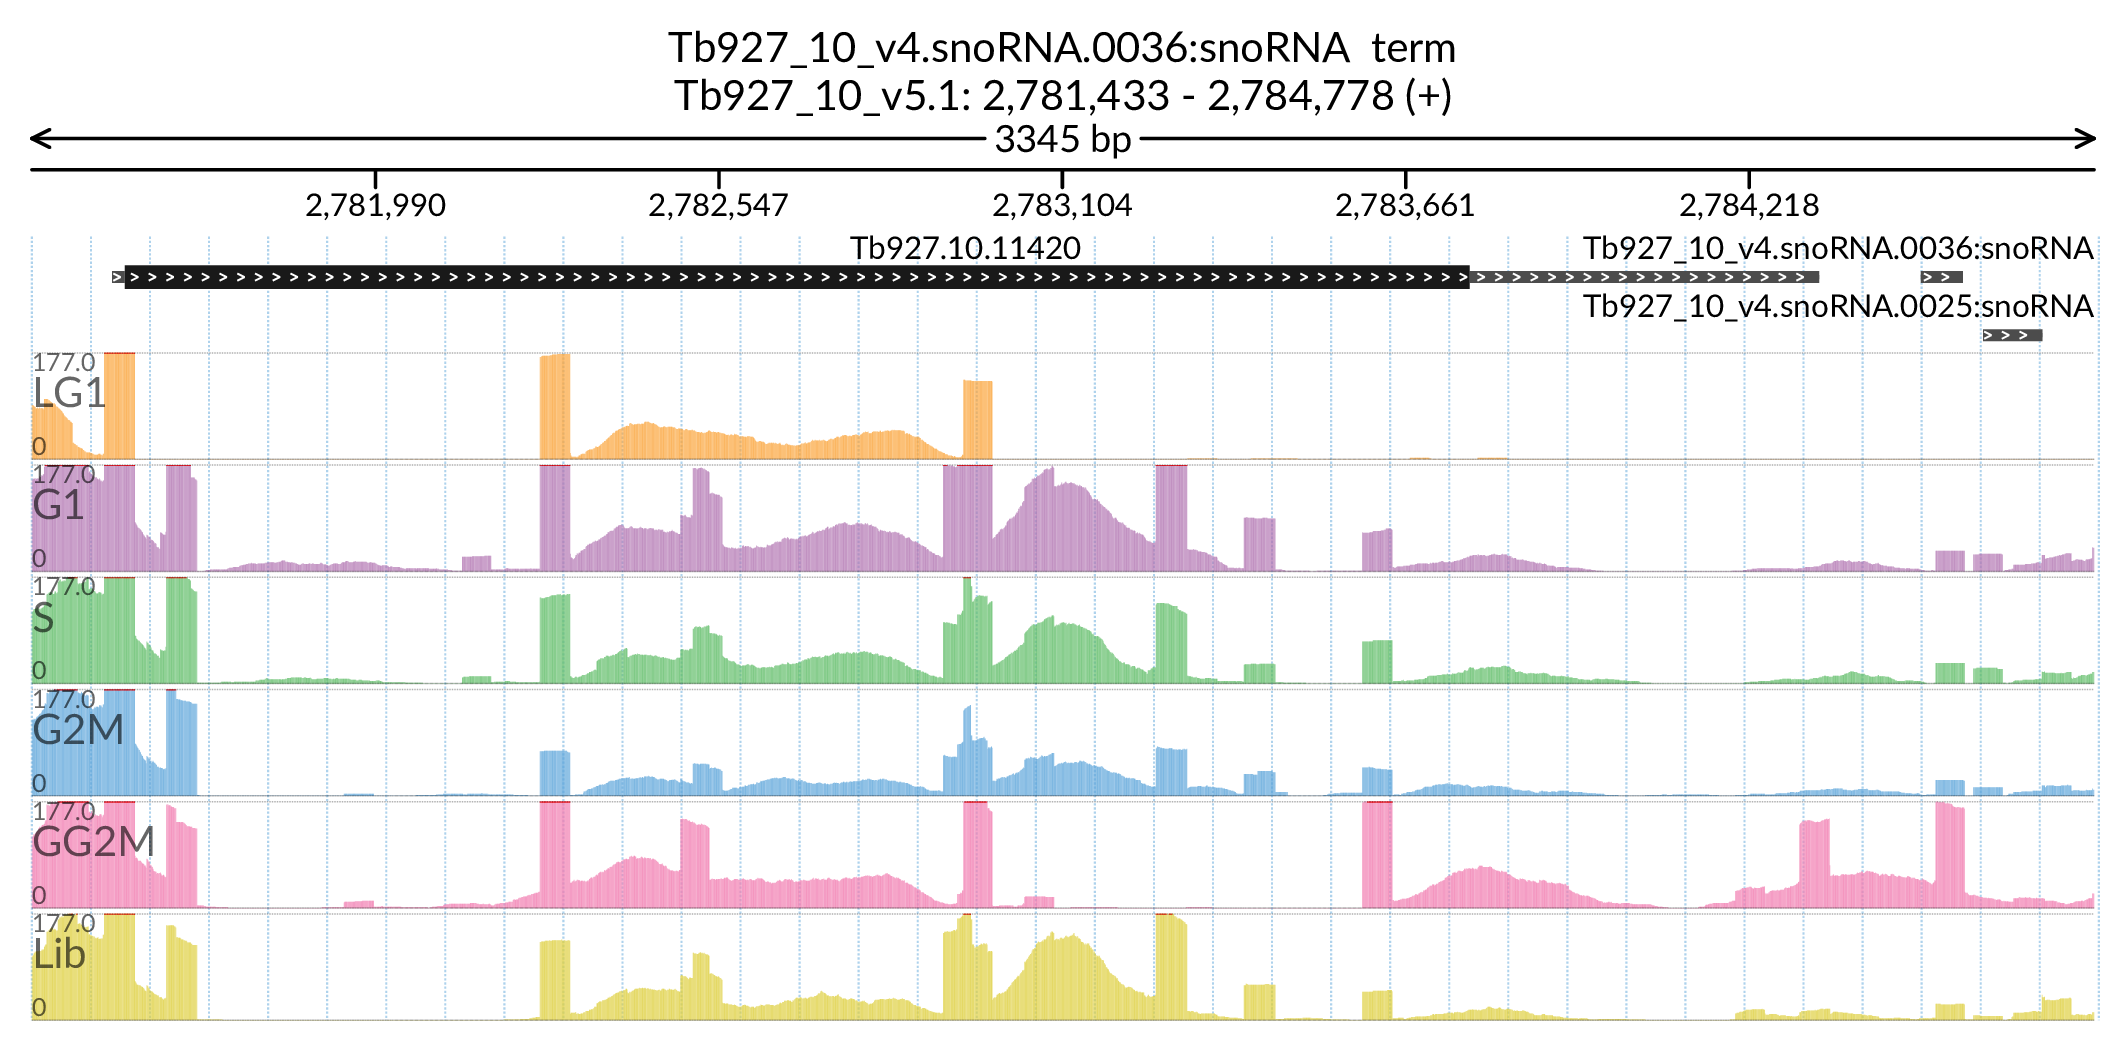 Tb927_10_v4.snoRNA.0036:snoRNA term
Tb927_10_v5.1: 2,781,433 - 2,784,778 (+)
3345 bp
2,781,990 2,782,547 2,783,104 2,783,661 2,784,218
Tb927.10.11420 Tb927_10_v4.snoRNA.0036:snoRNA
Tb927_10_v4.snoRNA.0025:snoRNA
177.0
LG1
0
177.0
G1
0
177.0
S
0
177.0
G2M
0
177.0
GG2M
0
177.0
Lib
0